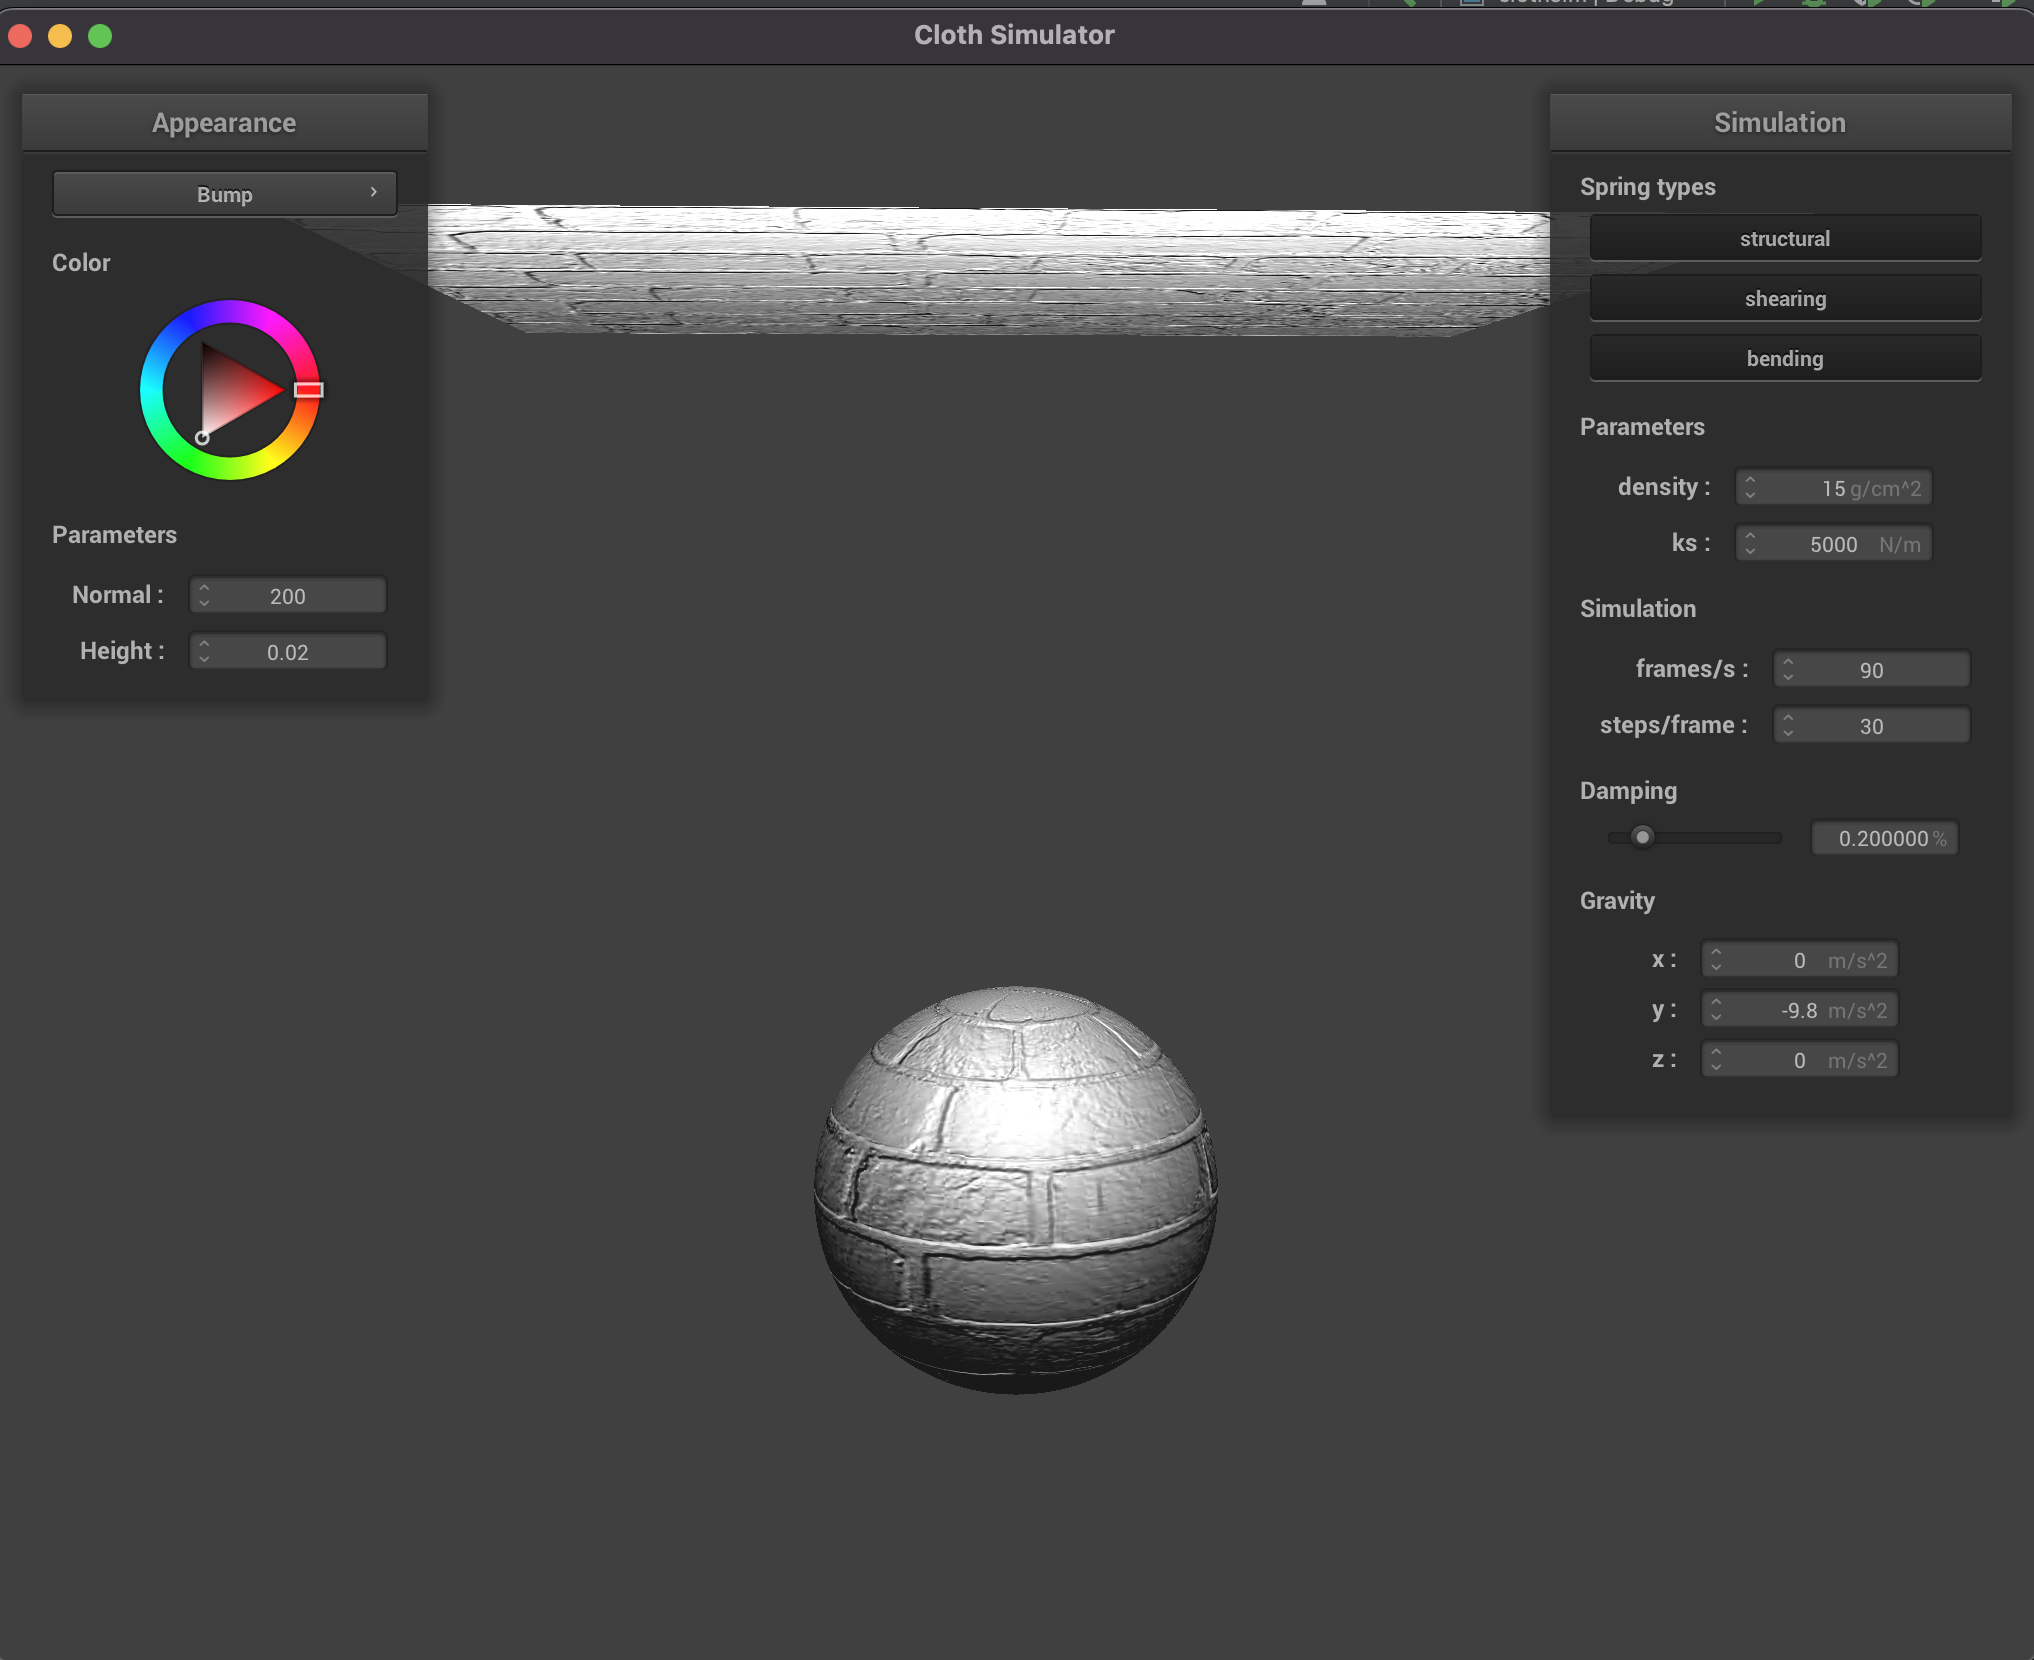 Cloth Simulator
Appearance
Bump
Color
Parameters
Normal : 200
Height : 0.02
Simulation
Spring types
structural
shearing
bending
Parameters
density : 15 g/cm^2
ks : 5000 N/m
Simulation
frames/s : 90
steps/frame : 30
Damping
0.200000 %
Gravity
x : 0 m/s^2
y : -9.8 m/s^2
z : 0 m/s^2